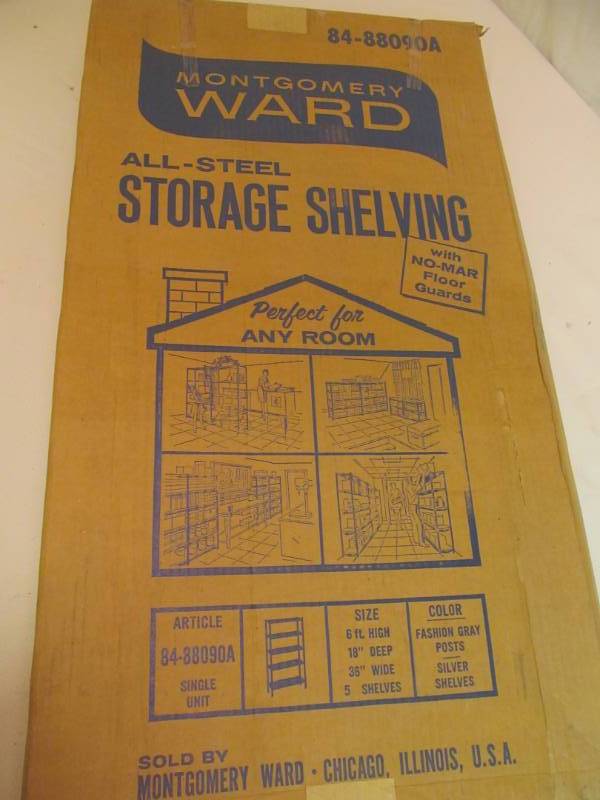 84-88090A
MONTGOMERY
WARD
ALL-STEEL
STORAGE SHELVING
with
NO-MAR
Floor
Guards
Perfect for
ANY ROOM
ARTICLE
84-88090A
SINGLE
UNIT
SIZE
6 ft. HIGH
18" DEEP
36" WIDE
5 SHELVES
COLOR
FASHION GRAY
POSTS
SILVER
SHELVES
SOLD BY
MONTGOMERY WARD · CHICAGO, ILLINOIS, U.S.A.